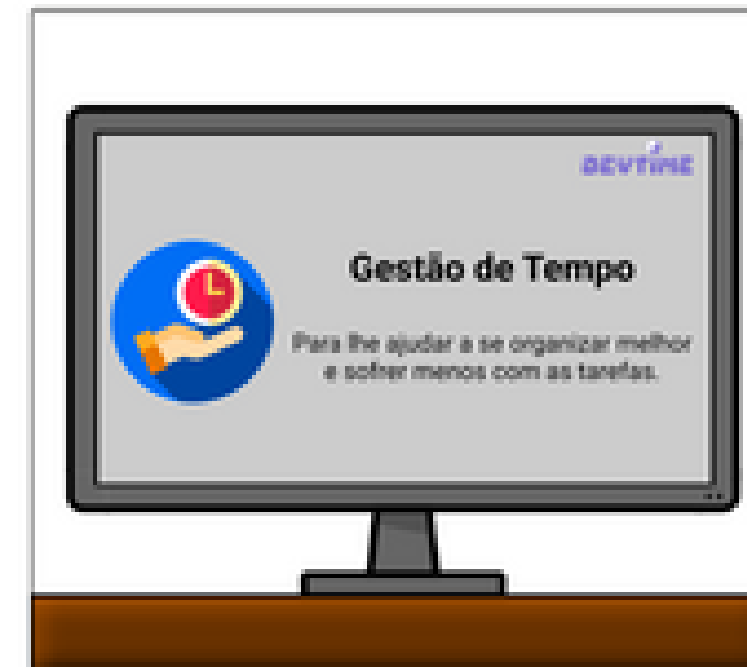 DEVTIME
Gestão de Tempo
Para lhe ajudar a se organizar melhor
e sofrer menos com as tarefas.